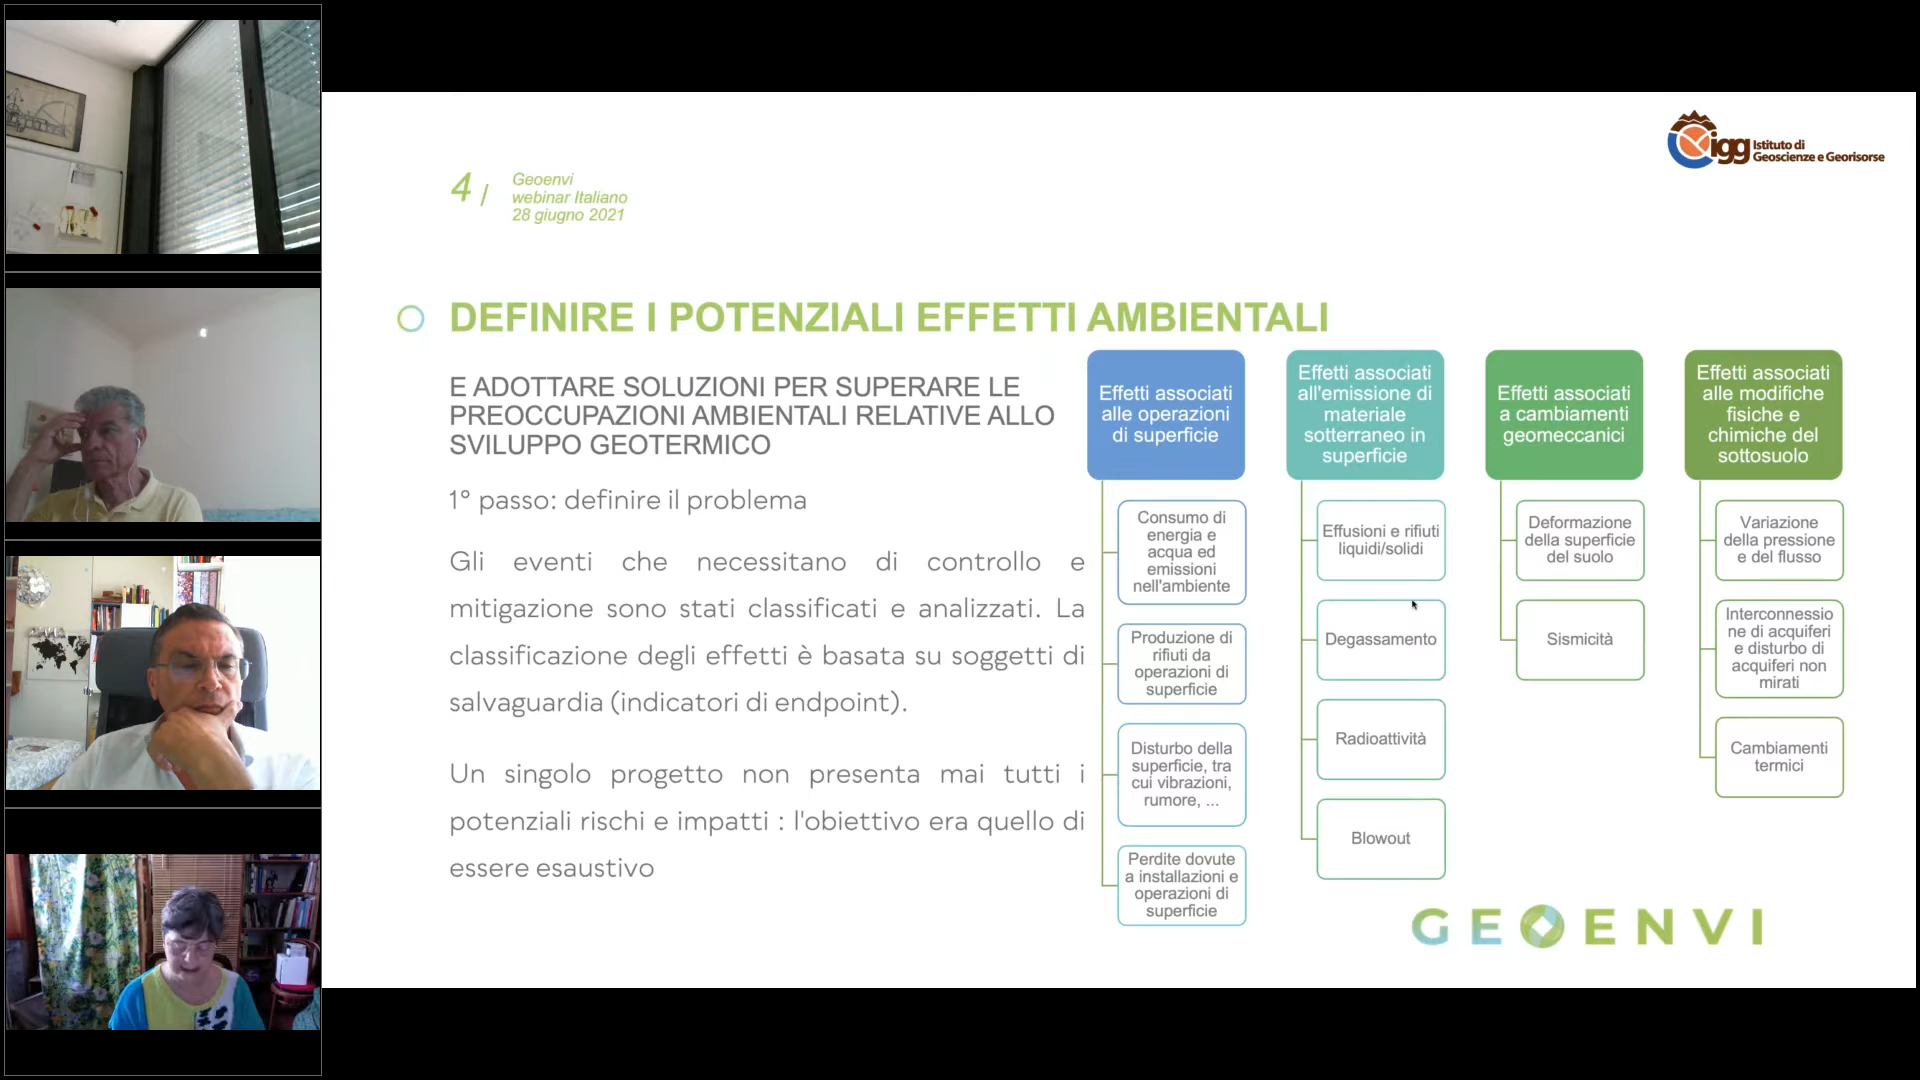 igg Istituto di
Geoscienze e Georisorse
4 /
Geoenvi
webinar Italiano
28 giugno 2021
DEFINIRE I POTENZIALI EFFETTI AMBIENTALI
E ADOTTARE SOLUZIONI PER SUPERARE LE
PREOCCUPAZIONI AMBIENTALI RELATIVE ALLO
SVILUPPO GEOTERMICO
1° passo: definire il problema
Gli eventi che necessitano di controllo e
mitigazione sono stati classificati e analizzati. La
classificazione degli effetti è basata su soggetti di
salvaguardia (indicatori di endpoint).
Un singolo progetto non presenta mai tutti i
potenziali rischi e impatti : l'obiettivo era quello di
essere esaustivo
Effetti associati
alle operazioni
di superficie
Consumo di
energia e
acqua ed
emissioni
nell'ambiente
Produzione di
rifiuti da
operazioni di
superficie
Disturbo della
superficie, tra
cui vibrazioni,
rumore, ...
Perdite dovute
a installazioni e
operazioni di
superficie
Effetti associati
all'emissione di
materiale
sotterraneo in
superficie
Effusioni e rifiuti
liquidi/solidi
Degassamento
Radioattività
Blowout
Effetti associati
a cambiamenti
geomeccanici
Deformazione
della superficie
del suolo
Sismicità
Effetti associati
alle modifiche
fisiche e
chimiche del
sottosuolo
Variazione
della pressione
e del flusso
Interconnessio
ne di acquiferi
e disturbo di
acquiferi non
mirati
Cambiamenti
termici
GEOENVI